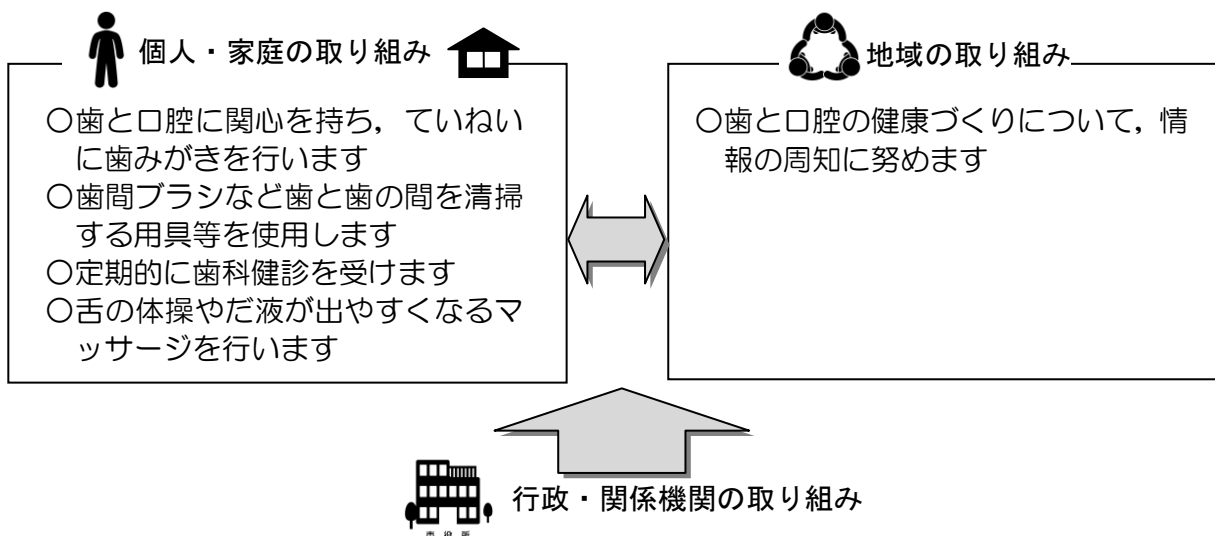 個人・家庭の取り組み
○歯と口腔に関心を持ち，ていねい
に歯みがきを行います
○歯間ブラシなど歯と歯の間を清掃
する用具等を使用します
○定期的に歯科健診を受けます
○舌の体操やだ液が出やすくなるマ
ッサージを行います
地域の取り組み
○歯と口腔の健康づくりについて，情
報の周知に努めます
行政・関係機関の取り組み
市役所